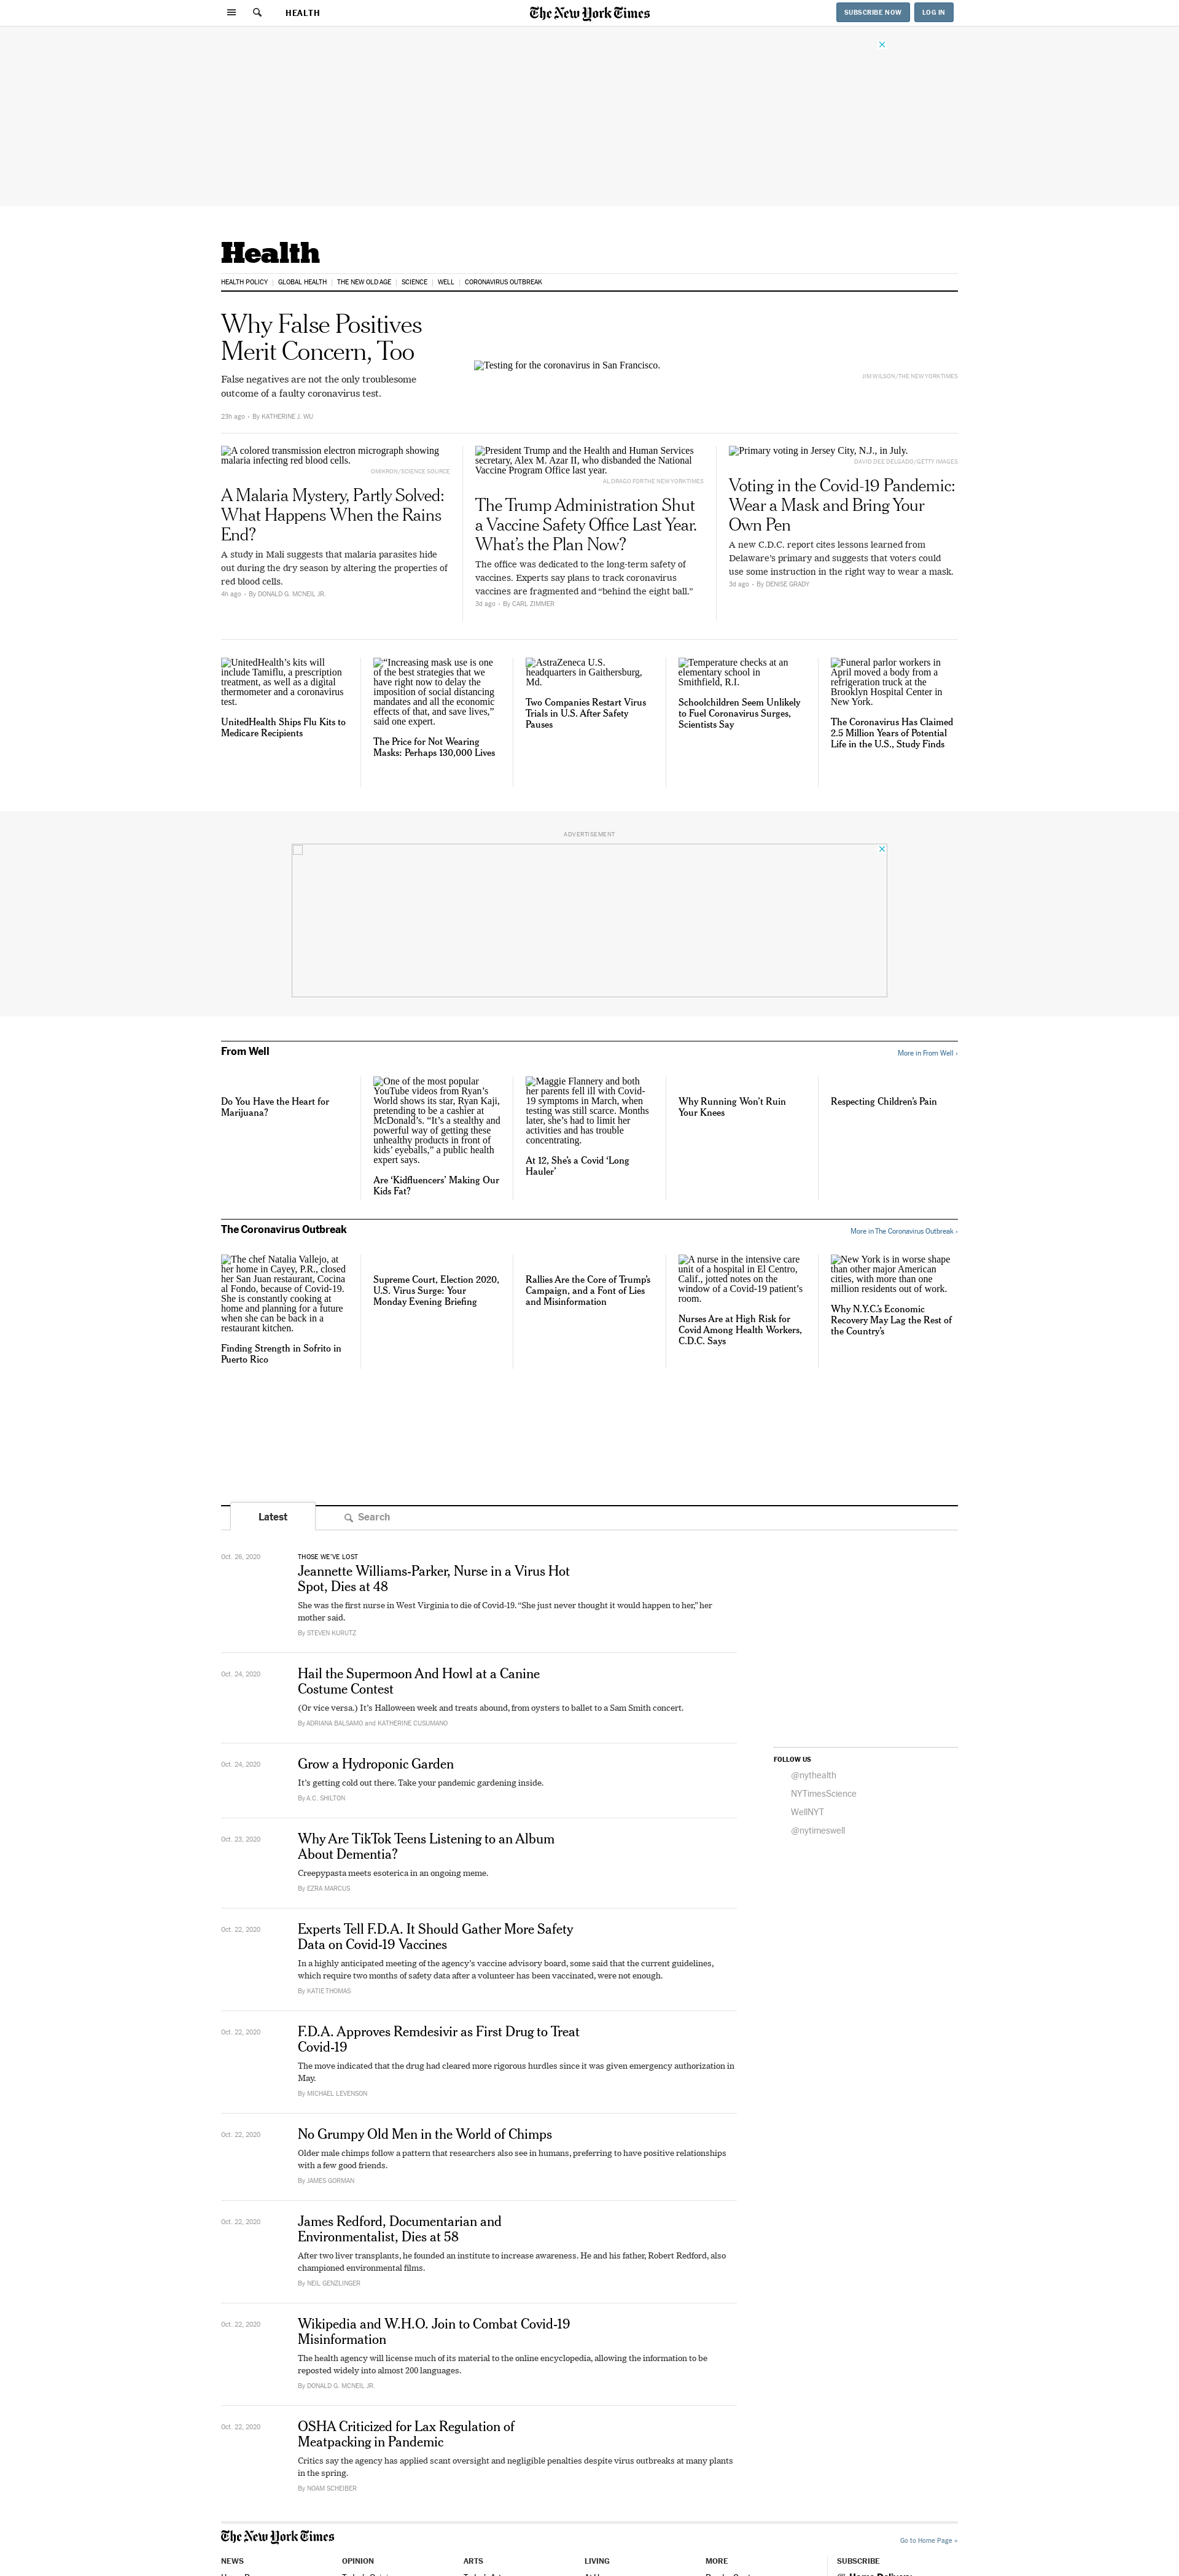 HEALTH
The New York Times
SUBSCRIBE NOW
LOG IN
Health
HEALTH POLICY
GLOBAL HEALTH
THE NEW OLD AGE
SCIENCE
WELL
CORONAVIRUS OUTBREAK
Why False Positives
Merit Concern, Too
False negatives are not the only troublesome
outcome of a faulty coronavirus test.
23h ago • By KATHERINE J. WU
Testing for the coronavirus in San Francisco.
JIM WILSON/THE NEW YORK TIMES
A colored transmission electron micrograph showing
malaria infecting red blood cells.
OMIKRON/SCIENCE SOURCE
A Malaria Mystery, Partly Solved:
What Happens When the Rains
End?
A study in Mali suggests that malaria parasites hide
out during the dry season by altering the properties of
red blood cells.
4h ago • By DONALD G. MCNEIL JR.
President Trump and the Health and Human Services
secretary, Alex M. Azar II, who disbanded the National
Vaccine Program Office last year.
AL DRAGO FOR THE NEW YORK TIMES
The Trump Administration Shut
a Vaccine Safety Office Last Year.
What’s the Plan Now?
The office was dedicated to the long-term safety of
vaccines. Experts say plans to track coronavirus
vaccines are fragmented and “behind the eight ball.”
3d ago • By CARL ZIMMER
Primary voting in Jersey City, N.J., in July.
DAVID DEE DELGADO/GETTY IMAGES
Voting in the Covid-19 Pandemic:
Wear a Mask and Bring Your
Own Pen
A new C.D.C. report cites lessons learned from
Delaware’s primary and suggests that voters could
use some instruction in the right way to wear a mask.
3d ago • By DENISE GRADY
UnitedHealth’s kits will
include Tamiflu, a prescription
treatment, as well as a digital
thermometer and a coronavirus
test.
UnitedHealth Ships Flu Kits to
Medicare Recipients
“Increasing mask use is one
of the best strategies that we
have right now to delay the
imposition of social distancing
mandates and all the economic
effects of that, and save lives,”
said one expert.
The Price for Not Wearing
Masks: Perhaps 130,000 Lives
AstraZeneca U.S.
headquarters in Gaithersburg,
Md.
Two Companies Restart Virus
Trials in U.S. After Safety
Pauses
Temperature checks at an
elementary school in
Smithfield, R.I.
Schoolchildren Seem Unlikely
to Fuel Coronavirus Surges,
Scientists Say
Funeral parlor workers in
April moved a body from a
refrigeration truck at the
Brooklyn Hospital Center in
New York.
The Coronavirus Has Claimed
2.5 Million Years of Potential
Life in the U.S., Study Finds
ADVERTISEMENT
From Well
More in From Well ›
Do You Have the Heart for
Marijuana?
One of the most popular
YouTube videos from Ryan’s
World shows its star, Ryan Kaji,
pretending to be a cashier at
McDonald’s. “It’s a stealthy and
powerful way of getting these
unhealthy products in front of
kids’ eyeballs,” a public health
expert says.
Are ‘Kidfluencers’ Making Our
Kids Fat?
Maggie Flannery and both
her parents fell ill with Covid-
19 symptoms in March, when
testing was still scarce. Months
later, she’s had to limit her
activities and has trouble
concentrating.
At 12, She’s a Covid ‘Long
Hauler’
Why Running Won’t Ruin
Your Knees
Respecting Children’s Pain
The Coronavirus Outbreak
More in The Coronavirus Outbreak ›
The chef Natalia Vallejo, at
her home in Cayey, P.R., closed
her San Juan restaurant, Cocina
al Fondo, because of Covid-19.
She is constantly cooking at
home and planning for a future
when she can be back in a
restaurant kitchen.
Finding Strength in Sofrito in
Puerto Rico
Supreme Court, Election 2020,
U.S. Virus Surge: Your
Monday Evening Briefing
Rallies Are the Core of Trump’s
Campaign, and a Font of Lies
and Misinformation
A nurse in the intensive care
unit of a hospital in El Centro,
Calif., jotted notes on the
window of a Covid-19 patient’s
room.
Nurses Are at High Risk for
Covid Among Health Workers,
C.D.C. Says
New York is in worse shape
than other major American
cities, with more than one
million residents out of work.
Why N.Y.C.’s Economic
Recovery May Lag the Rest of
the Country’s
Latest
Search
Oct. 26, 2020
THOSE WE’VE LOST
Jeannette Williams-Parker, Nurse in a Virus Hot
Spot, Dies at 48
She was the first nurse in West Virginia to die of Covid-19. “She just never thought it would happen to her,” her
mother said.
By STEVEN KURUTZ
Oct. 24, 2020
Hail the Supermoon And Howl at a Canine
Costume Contest
(Or vice versa.) It’s Halloween week and treats abound, from oysters to ballet to a Sam Smith concert.
By ADRIANA BALSAMO and KATHERINE CUSUMANO
Oct. 24, 2020
Grow a Hydroponic Garden
It’s getting cold out there. Take your pandemic gardening inside.
By A.C. SHILTON
FOLLOW US
@nythealth
NYTimesScience
WellNYT
@nytimeswell
Oct. 23, 2020
Why Are TikTok Teens Listening to an Album
About Dementia?
Creepypasta meets esoterica in an ongoing meme.
By EZRA MARCUS
Oct. 22, 2020
Experts Tell F.D.A. It Should Gather More Safety
Data on Covid-19 Vaccines
In a highly anticipated meeting of the agency’s vaccine advisory board, some said that the current guidelines,
which require two months of safety data after a volunteer has been vaccinated, were not enough.
By KATIE THOMAS
Oct. 22, 2020
F.D.A. Approves Remdesivir as First Drug to Treat
Covid-19
The move indicated that the drug had cleared more rigorous hurdles since it was given emergency authorization in
May.
By MICHAEL LEVENSON
Oct. 22, 2020
No Grumpy Old Men in the World of Chimps
Older male chimps follow a pattern that researchers also see in humans, preferring to have positive relationships
with a few good friends.
By JAMES GORMAN
Oct. 22, 2020
James Redford, Documentarian and
Environmentalist, Dies at 58
After two liver transplants, he founded an institute to increase awareness. He and his father, Robert Redford, also
championed environmental films.
By NEIL GENZLINGER
Oct. 22, 2020
Wikipedia and W.H.O. Join to Combat Covid-19
Misinformation
The health agency will license much of its material to the online encyclopedia, allowing the information to be
reposted widely into almost 200 languages.
By DONALD G. MCNEIL JR.
Oct. 22, 2020
OSHA Criticized for Lax Regulation of
Meatpacking in Pandemic
Critics say the agency has applied scant oversight and negligible penalties despite virus outbreaks at many plants
in the spring.
By NOAM SCHEIBER
The New York Times
Go to Home Page »
NEWS
OPINION
ARTS
LIVING
MORE
SUBSCRIBE